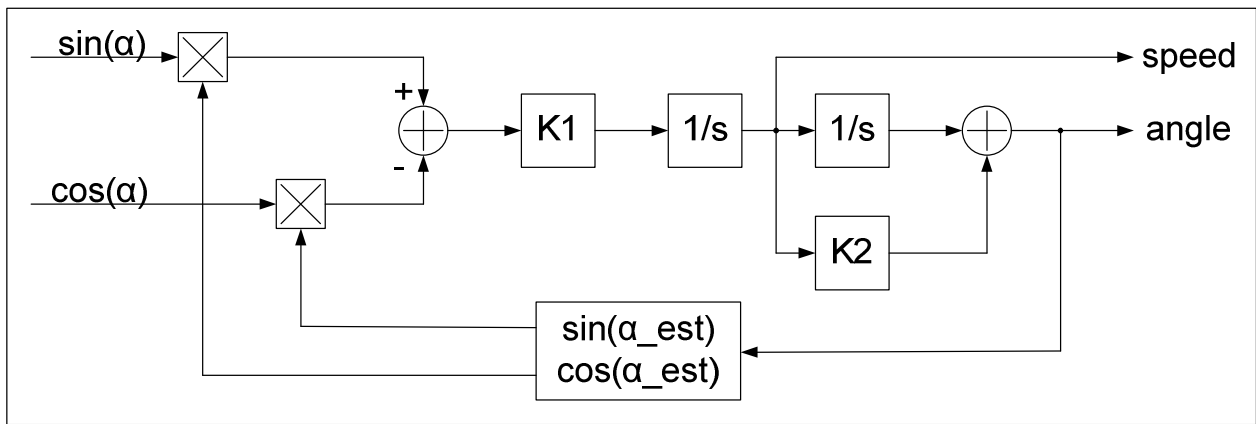 sin(α)
speed
+
K1
1/s
1/s
angle
-
cos(α)
K2
sin(α_est)
cos(α_est)